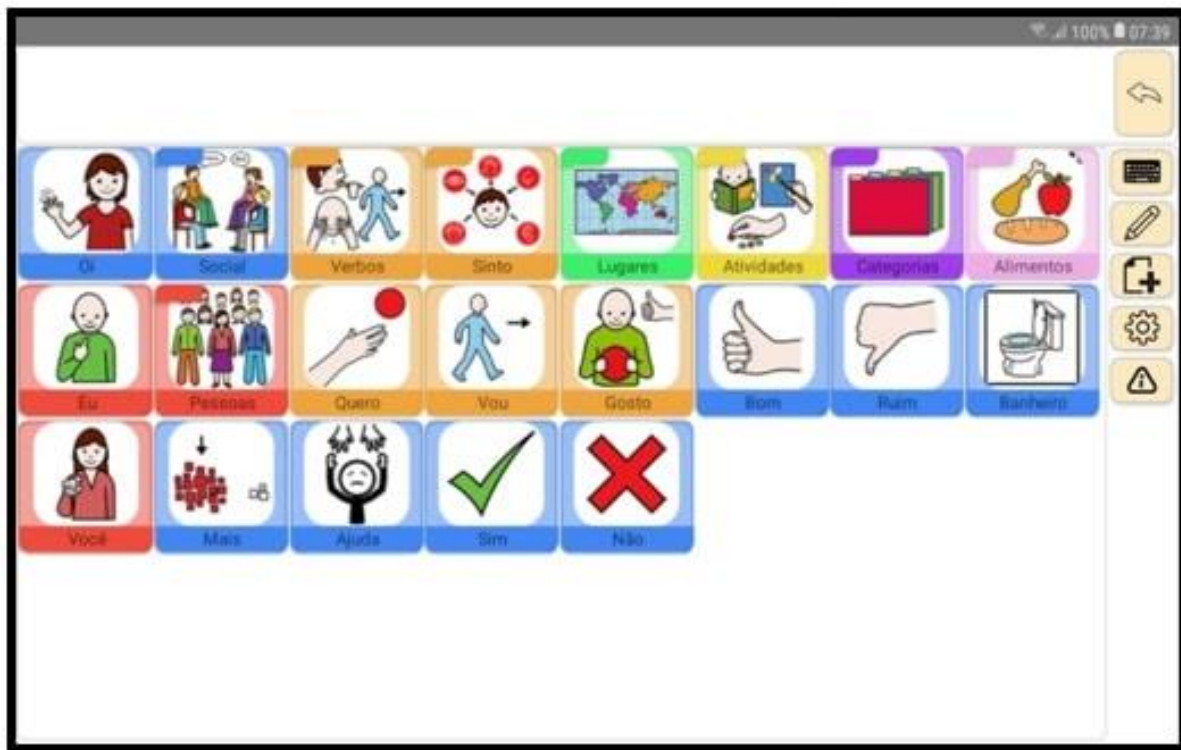 100% 07:39
Oi Social Verbos Sinto Lugares Atividades Categorias Alimentos
Eu Pessoas Quero Vou Gosto Bom Ruim Banheiro
Você Mais Ajuda Sim Não